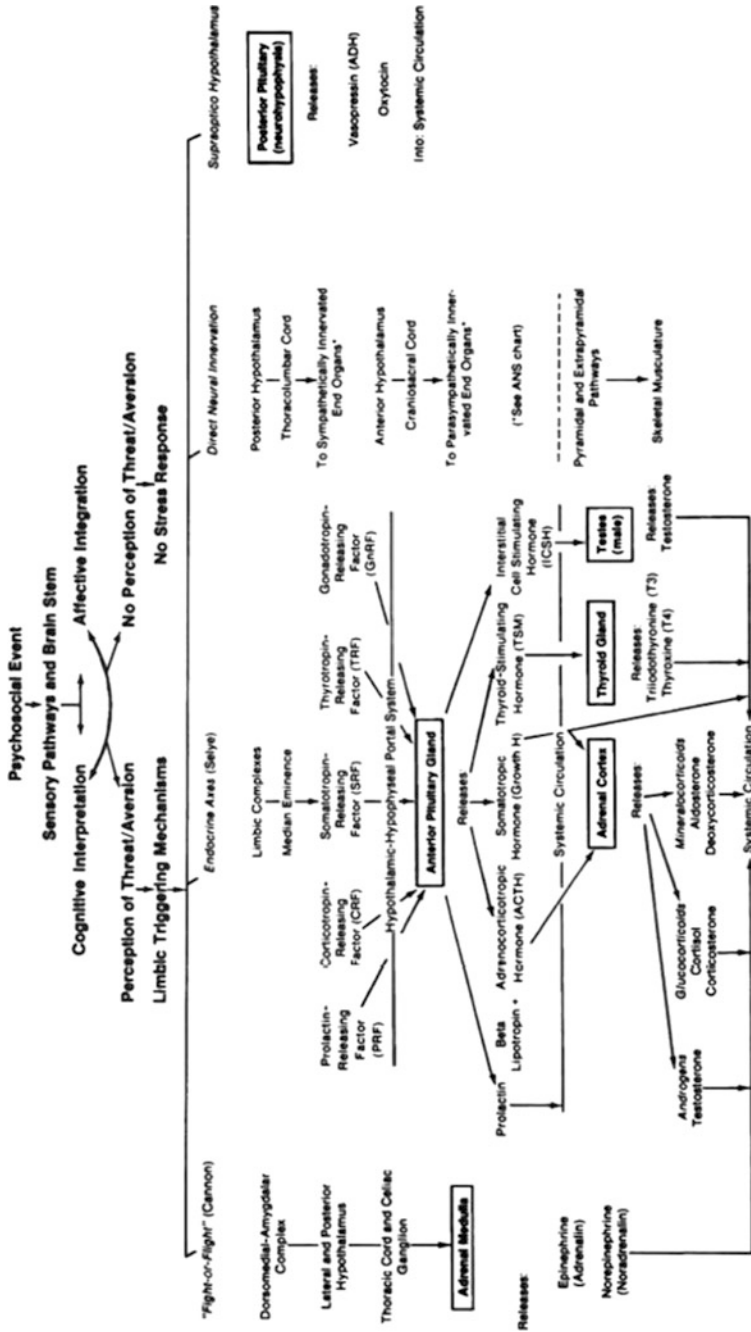 Psychosocial Event
Sensory Pathways and Brain Stem
Cognitive Interpretation
Affective Integration
Perception of Threat/Aversion
No Perception of Threat/Aversion
Limbic Triggering Mechanisms
No Stress Response
"Fight-or-Flight" (Cannon)
Dorsomedial-Amygdalar
Complex
Lateral and Posterior
Hypothalamus
Thoracic Cord and Celiac
Ganglion
Adrenal Medulla
Releases:
Epinephrine
(Adrenalin)
Norepinephrine
(Noradrenalin)
Endocrine Axes (Selye)
Limbic Complexes
Median Eminence
Prolactin-
Releasing
Factor
(PRF)
Corticotropin-
Releasing
Factor (CRF)
Somatotropin-
Releasing
Factor (SRF)
Thyrotropin-
Releasing
Factor (TRF)
Gonadotropin-
Releasing
Factor
(GnRF)
Hypothalamic-Hypophyseal Portal System
Anterior Pituitary Gland
Releases:
Prolactin
Beta
Lipotropin +
Adrenocorticotropic
Hormone (ACTH)
Somatotropic
Hormone (Growth H)
Thyroid-Stimulating
Hormone (TSM)
Interstitial
Cell Stimulating
Hormone
(ICSH)
Systemic Circulation
Adrenal Cortex
Thyroid Gland
Testes
(male)
Releases:
Androgens
Testosterone
Glucocorticoids
Cortisol
Corticosterone
Mineralocorticoids
Aldosterone
Deoxycorticosterone
Releases:
Triiodothyronine (T3)
Thyroxine (T4)
Releases:
Testosterone
Systemic Circulation
Direct Neural Innervation
Posterior Hypothalamus
Thoracolumbar Cord
To Sympathetically Innervated
End Organs*
Anterior Hypothalamus
Craniosacral Cord
To Parasympathetically Inner-
vated End Organs*
(*See ANS chart)
Pyramidal and Extrapyramidal
Pathways
Skeletal Musculature
Supraoptico Hypothalamus
Posterior Pituitary
(neurohypophysis)
Releases:
Vasopressin (ADH)
Oxytocin
Into: Systemic Circulation